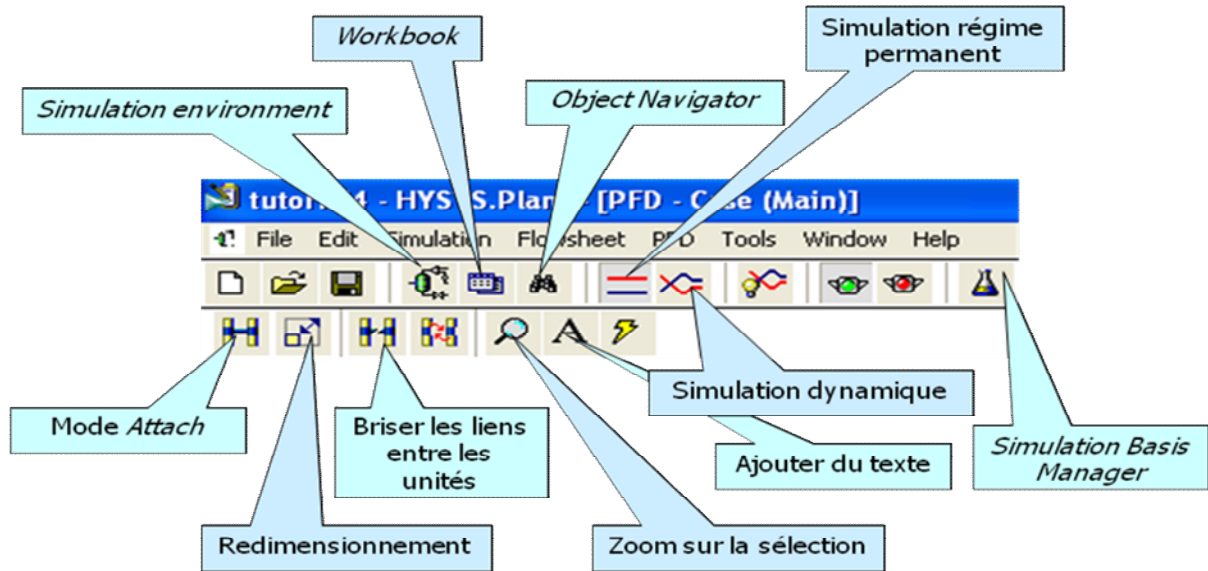 Workbook
Simulation régime
permanent
Simulation environment
Object Navigator
- HYSYS.Plant - [PFD - Case (Main)]
File Edit Simulation Flowsheet PFD Tools Window Help
A
Mode Attach
Briser les liens
entre les
unités
Simulation dynamique
Ajouter du texte
Simulation Basis
Manager
Redimensionnement
Zoom sur la sélection